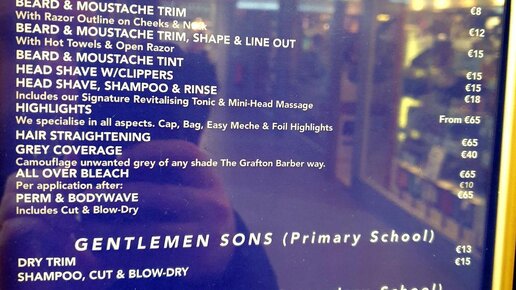 BEARD & MOUSTACHE TRIM €8
With Razor Outline on Cheeks & Neck
BEARD & MOUSTACHE TRIM, SHAPE & LINE OUT €12
With Hot Towels & Open Razor
BEARD & MOUSTACHE TINT €15
HEAD SHAVE W/CLIPPERS €15
HEAD SHAVE, SHAMPOO & RINSE €18
Includes our Signature Revitalising Tonic & Mini-Head Massage
HIGHLIGHTS From €65
We specialise in all aspects. Cap, Bag, Easy Meche & Foil Highlights
HAIR STRAIGHTENING €65
GREY COVERAGE €40
Camouflage unwanted grey of any shade The Grafton Barber way.
ALL OVER BLEACH €65
Per application after: €10
PERM & BODYWAVE €65
Includes Cut & Blow-Dry
GENTLEMEN SONS (Primary School)
DRY TRIM €13
SHAMPOO, CUT & BLOW-DRY €15
School)